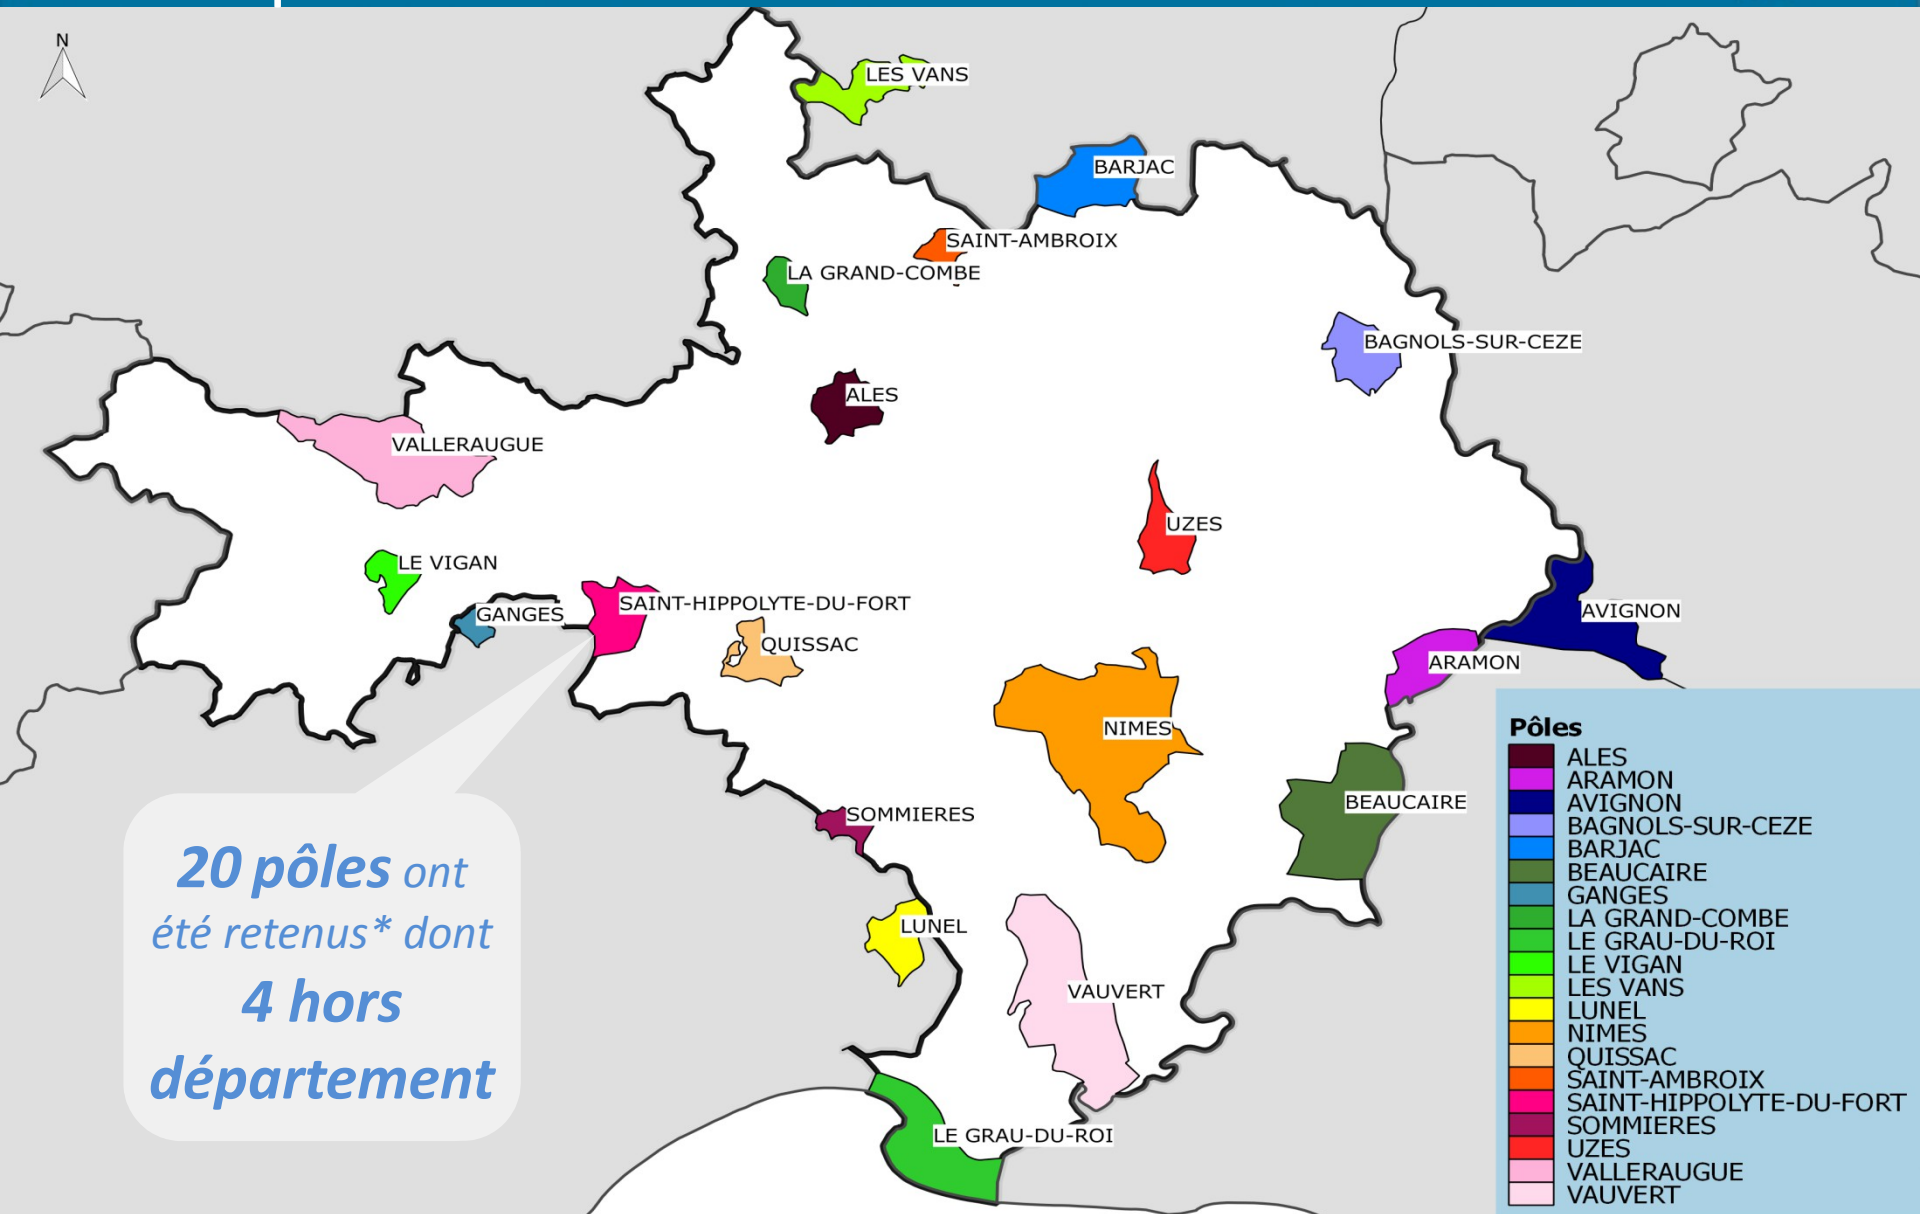 N
LES VANS
BARJAC
SAINT-AMBROIX
LA GRAND-COMBE
BAGNOLS-SUR-CEZE
ALES
VALLERAUGUE
UZES
LE VIGAN
SAINT-HIPPOLYTE-DU-FORT
GANGES
AVIGNON
QUISSAC
ARAMON
NIMES
BEAUCAIRE
SOMMIERES
LUNEL
VAUVERT
LE GRAU-DU-ROI
20 pôles ont
été retenus* dont
4 hors
département
Pôles
ALES
ARAMON
AVIGNON
BAGNOLS-SUR-CEZE
BARJAC
BEAUCAIRE
GANGES
LA GRAND-COMBE
LE GRAU-DU-ROI
LE VIGAN
LES VANS
LUNEL
NIMES
QUISSAC
SAINT-AMBROIX
SAINT-HIPPOLYTE-DU-FORT
SOMMIERES
UZES
VALLERAUGUE
VAUVERT